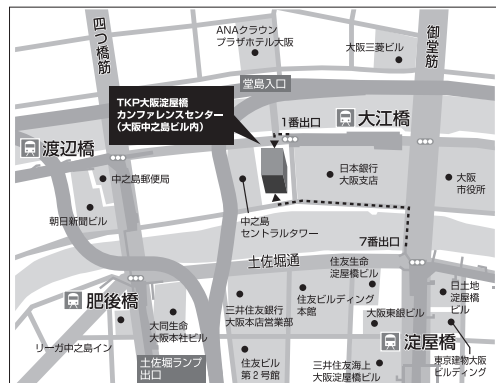 四つ橋筋
ANAクラウン
プラザホテル大阪
大阪三菱ビル
御堂筋
堂島入口
TKP大阪淀屋橋
カンファレンスセンター
(大阪中之島ビル内)
1番出口
大江橋
渡辺橋
中之島郵便局
日本銀行
大阪支店
大阪
市役所
朝日新聞ビル
中之島
セントラルタワー
7番出口
土佐堀通
住友生命
淀屋橋ビル
肥後橋
三井住友銀行
大阪本店営業部
住友ビルディング
本館
日土地
淀屋橋
ビル
大同生命
大阪本社ビル
大阪東銀ビル
リーガ中之島イン
淀屋橋
土佐堀ランプ
出口
住友ビル
第2号館
三井住友海上
大阪淀屋橋ビル
東京建物大阪
ビルディング